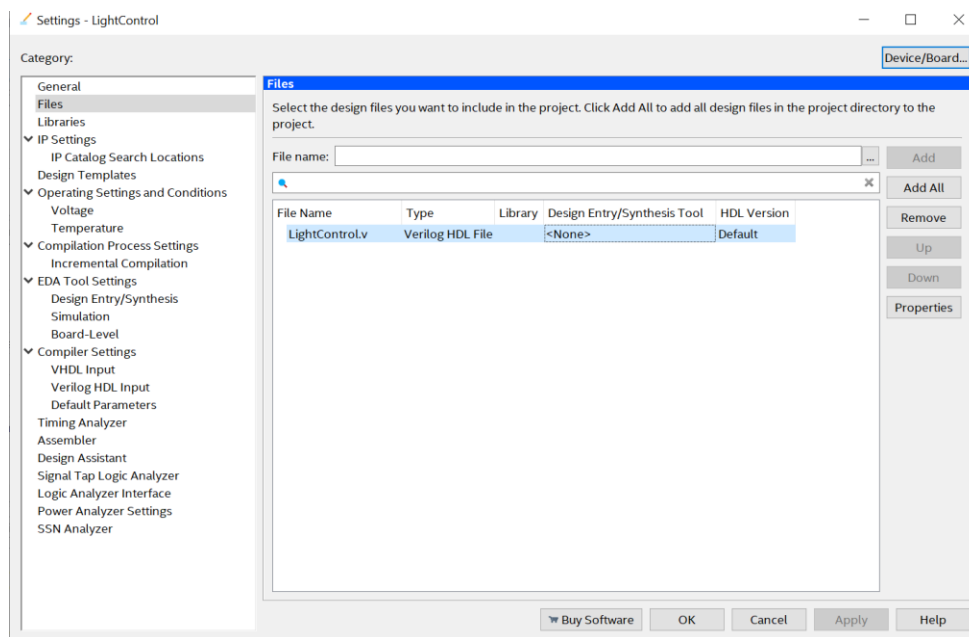 Settings - LightControl
Category:
Device/Board...
General
Files
Libraries
IP Settings
IP Catalog Search Locations
Design Templates
Operating Settings and Conditions
Voltage
Temperature
Compilation Process Settings
Incremental Compilation
EDA Tool Settings
Design Entry/Synthesis
Simulation
Board-Level
Compiler Settings
VHDL Input
Verilog HDL Input
Default Parameters
Timing Analyzer
Assembler
Design Assistant
Signal Tap Logic Analyzer
Logic Analyzer Interface
Power Analyzer Settings
SSN Analyzer
Files
Select the design files you want to include in the project. Click Add All to add all design files in the project directory to the
project.
File name: ... Add
Add All
File Name Type Library Design Entry/Synthesis Tool HDL Version
LightControl.v Verilog HDL File <None> Default
Remove
Up
Down
Properties
Buy Software OK Cancel Apply Help